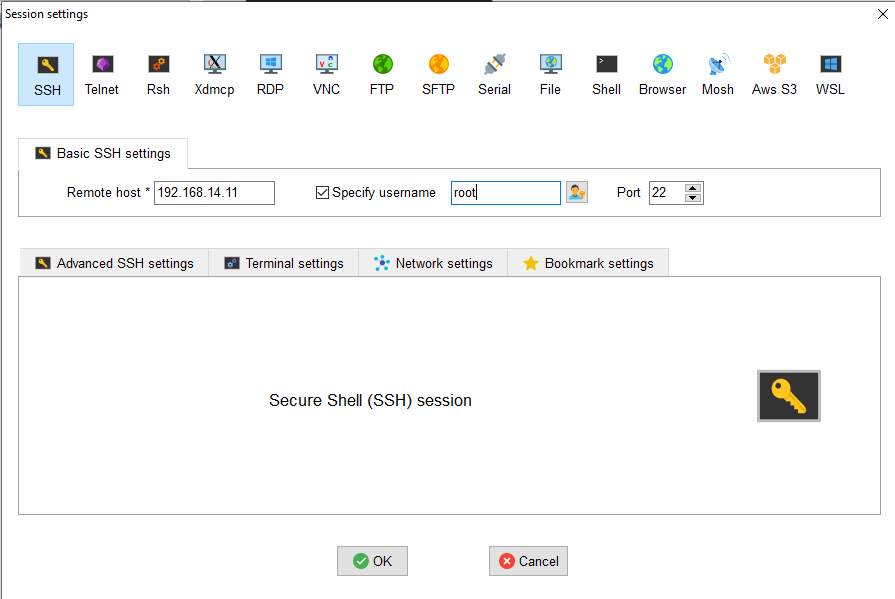 Session settings
SSH Telnet Rsh Xdmcp RDP VNC FTP SFTP Serial File Shell Browser Mosh Aws S3 WSL
Basic SSH settings
Remote host * 192.168.14.11 Specify username root Port 22
Advanced SSH settings Terminal settings Network settings Bookmark settings
Secure Shell (SSH) session
OK Cancel